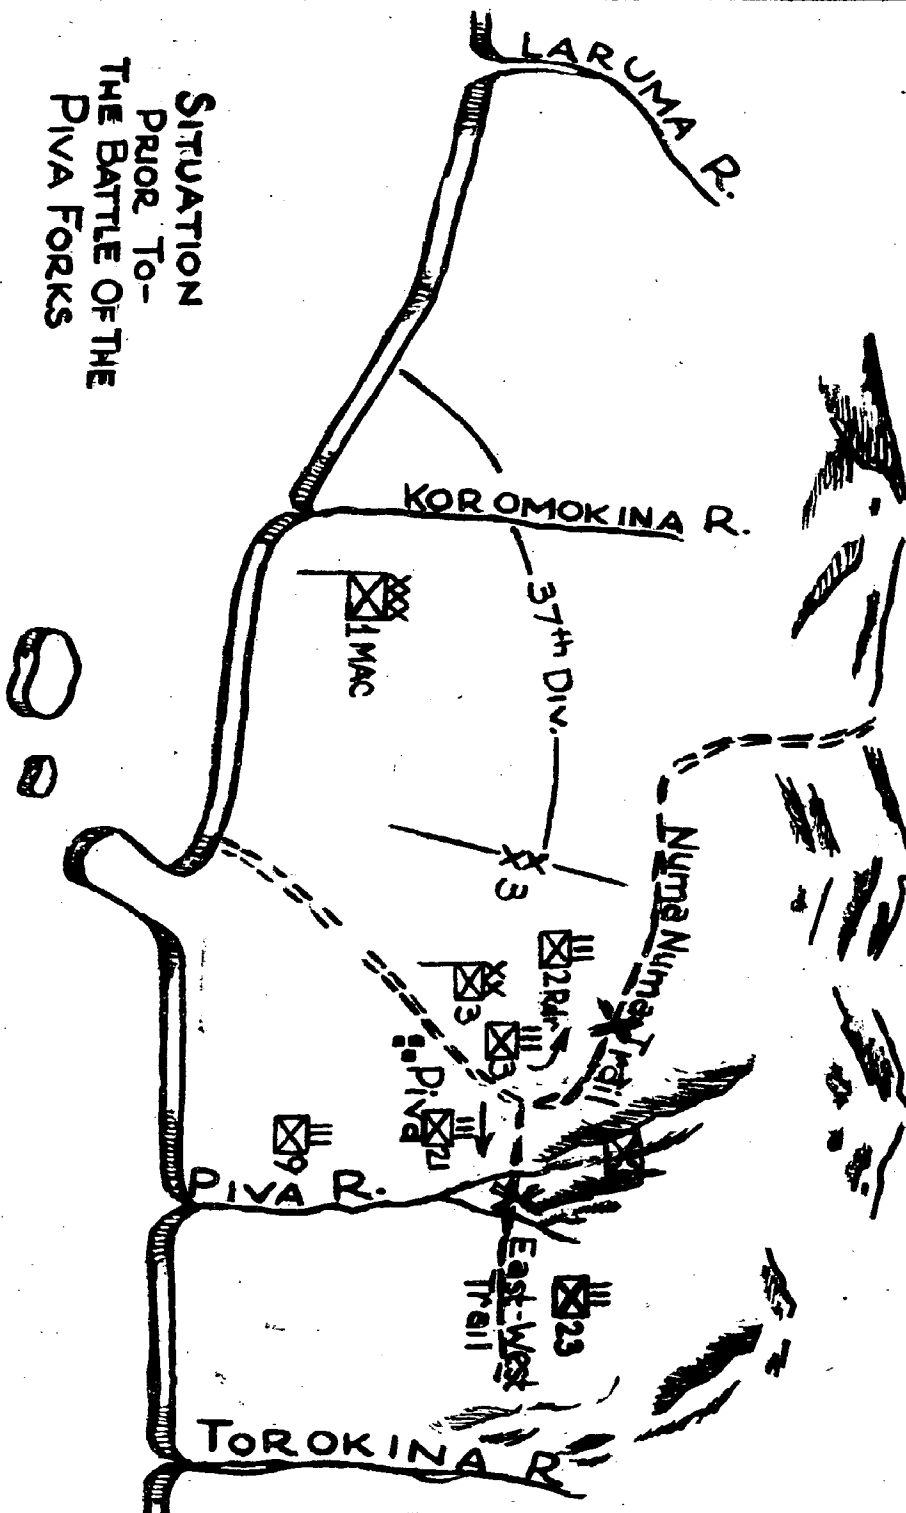 SITUATION
PRIOR TO-
THE BATTLE OF THE
PIVA FORKS
LARUMA R.
KOROMOKINA R.
1 MAC
37th DIV.
3
Numa Numa Trail
2 Rdr
3
3
Piva
21
9
PIVA R.
East-West
Trail
23
TOROKINA R